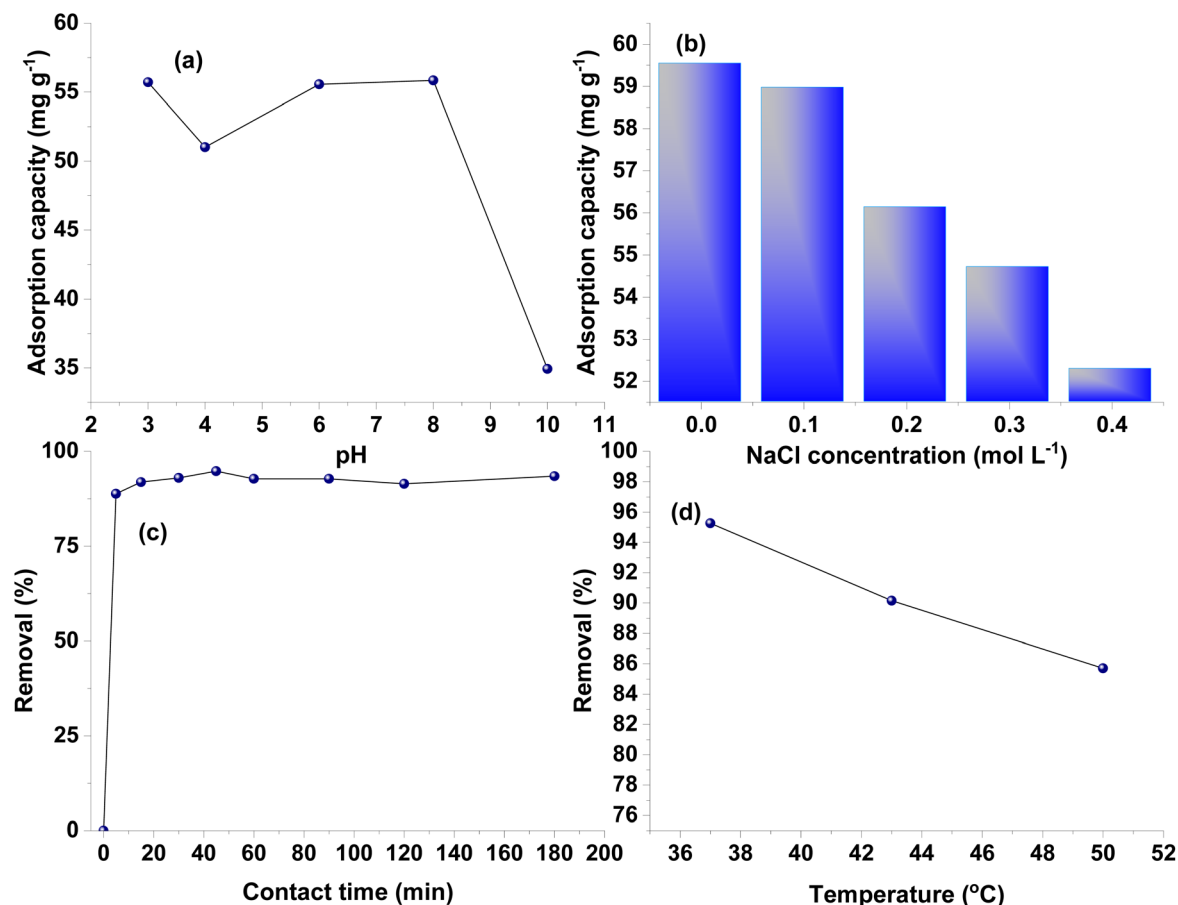 (a)
Adsorption capacity (mg g⁻¹)
60
55
50
45
40
35
2 3 4 5 6 7 8 9 10 11
pH
(b)
Adsorption capacity (mg g⁻¹)
60
59
58
57
56
55
54
53
52
0.0 0.1 0.2 0.3 0.4
NaCl concentration (mol L⁻¹)
(c)
Removal (%)
100
75
50
25
0
0 20 40 60 80 100 120 140 160 180 200
Contact time (min)
(d)
Removal (%)
100
98
96
94
92
90
88
86
84
82
80
78
76
36 38 40 42 44 46 48 50 52
Temperature (°C)